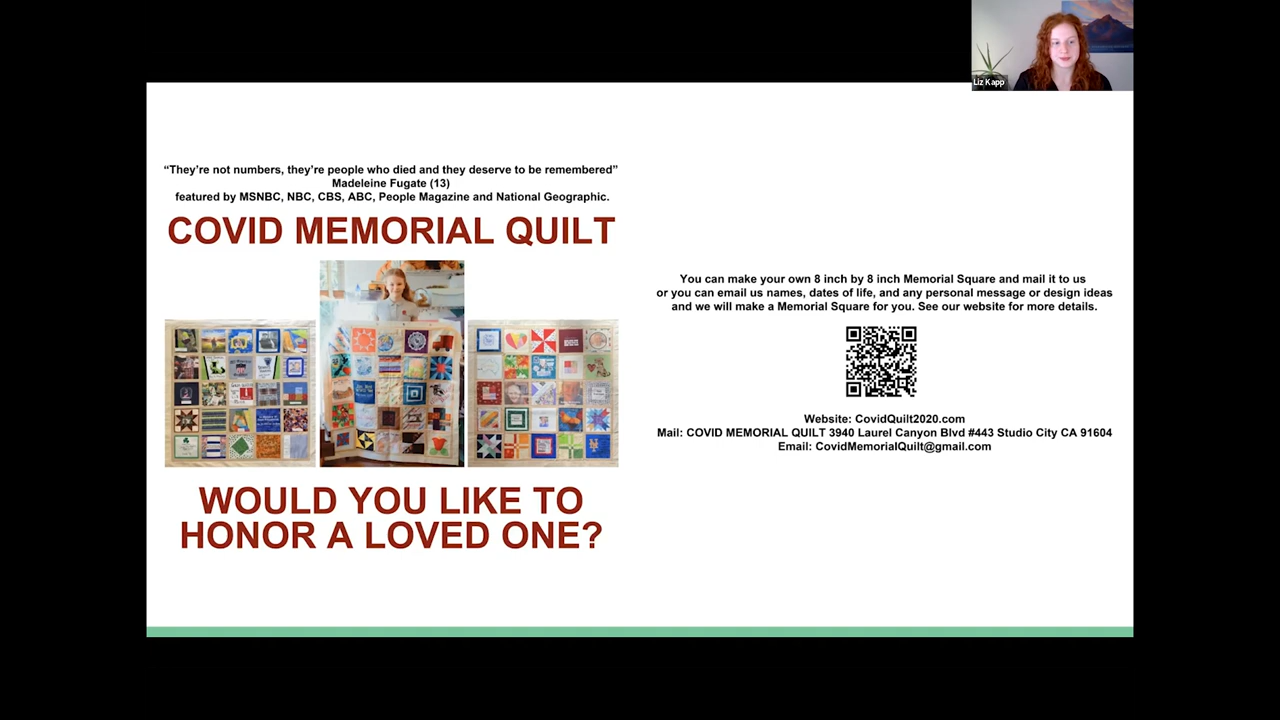 Liz Kapp
“They’re not numbers, they’re people who died and they deserve to be remembered”
Madeleine Fugate (13)
featured by MSNBC, NBC, CBS, ABC, People Magazine and National Geographic.
COVID MEMORIAL QUILT
WOULD YOU LIKE TO
HONOR A LOVED ONE?
You can make your own 8 inch by 8 inch Memorial Square and mail it to us
or you can email us names, dates of life, and any personal message or design ideas
and we will make a Memorial Square for you. See our website for more details.
Website: CovidQuilt2020.com
Mail: COVID MEMORIAL QUILT 3940 Laurel Canyon Blvd #443 Studio City CA 91604
Email: CovidMemorialQuilt@gmail.com